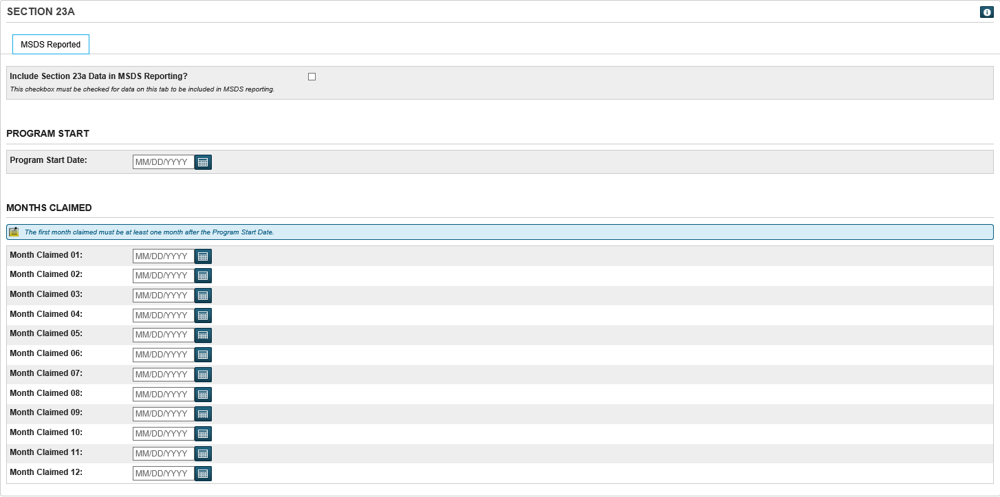 SECTION 23A
MSDS Reported
Include Section 23a Data in MSDS Reporting?
This checkbox must be checked for data on this tab to be included in MSDS reporting.
PROGRAM START
Program Start Date: MM/DD/YYYY
MONTHS CLAIMED
The first month claimed must be at least one month after the Program Start Date.
Month Claimed 01: MM/DD/YYYY
Month Claimed 02: MM/DD/YYYY
Month Claimed 03: MM/DD/YYYY
Month Claimed 04: MM/DD/YYYY
Month Claimed 05: MM/DD/YYYY
Month Claimed 06: MM/DD/YYYY
Month Claimed 07: MM/DD/YYYY
Month Claimed 08: MM/DD/YYYY
Month Claimed 09: MM/DD/YYYY
Month Claimed 10: MM/DD/YYYY
Month Claimed 11: MM/DD/YYYY
Month Claimed 12: MM/DD/YYYY